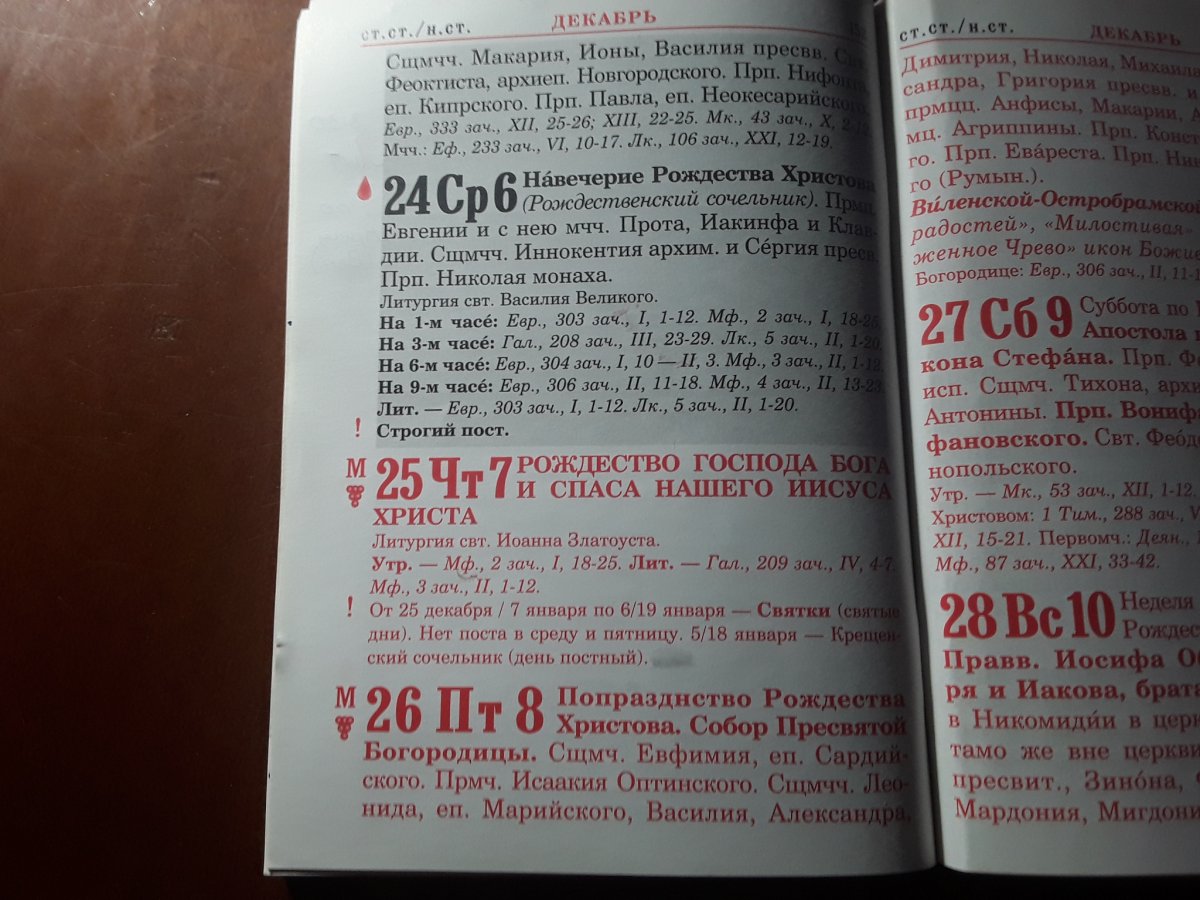 ст.ст./н.ст. ДЕКАБРЬ
Сщмчч. Макария, Ионы, Василия пресвв.
Феоктиста, архиеп. Новгородского. Прп.
еп. Кипрского. Прп. Павла, еп.
Евр., 333 зач., XII, 25-26; XIII, 22-25. Мк., 43 зач., X,
Мчч.: Еф., 233 зач., VI, 10-17. Лк., 106 зач., XXI, 12-19.
24 Ср 6 На́вечерие Рождества Христова
(Рождественский сочельник). Прмц.
Евгении и с нею мчч. Прота, Иакинфа и Клав-
дии. Сщмчч. Иннокентия архим. и Се́ргия пресв.
Прп. Николая монаха.
Литургия свт. Василия Великого.
На 1-м часе́: Евр., 303 зач., I, 1-12. Мф., 2 зач., I, 18-25.
На 3-м часе́: Гал., 208 зач., III, 23-29. Лк., 5 зач., II, 1-20.
На 6-м часе́: Евр., 304 зач., I, 10 — II, 3. Мф., 3 зач., II, 1-12.
На 9-м часе́: Евр., 306 зач., II, 11-18. Мф., 4 зач., II, 13-23.
Лит. — Евр., 303 зач., I, 1-12. Лк., 5 зач., II, 1-20.
! Строгий пост.
М 25 Чт 7 РОЖДЕСТВО ГОСПОДА БОГА
И СПАСА НАШЕГО ИИСУСА
ХРИСТА
Литургия свт. Иоанна Златоуста.
Утр. — Мф., 2 зач., I, 18-25. Лит. — Гал., 209 зач., IV, 4-7.
Мф., 3 зач., II, 1-12.
! От 25 декабря / 7 января по 6/19 января — Святки (святые
дни). Нет поста в среду и пятницу. 5/18 января — Крещен-
ский сочельник (день постный).
М 26 Пт 8 Попразднство Рождества
Христова. Собор Пресвятой
Богородицы. Сщмч. Евфимия, еп. Сардий-
ского. Прмч. Исаакия Оптинского. Сщмчч. Лео-
нида, еп. Марийского, Василия, Александра,
ст.ст./н.ст. ДЕКАБРЬ
Димитрия, Николая, Михаила
сандра, Григория пресвв. и
прмцц. Анфисы, Макарии,
мц. Агриппины. Прп.
го. Прп. Ева́реста. Прп.
го (Румын.).
Ви́ленской-Остробрамской
радостей», «Милостивая»
женное Чрево» икон
Богородице: Евр., 306 зач., II,
27 Сб 9 Суббота по
Апостола
кона Стефа́на. Прп.
исп. Сщмч. Тихона,
Антонины. Прп.
фановского. Свт.
нопольского.
Утр. — Мк., 53 зач., XII, 1-12.
Христовом: 1 Тим., 288 зач.,
XII, 15-21. Первомч.: Деян.,
Мф., 87 зач., XXI, 33-42.
28 Вс 10 Неделя
Правв. Иосифа
ря и Иакова,
в Никомиди́и в
тамо же вне церкви
пресвит., Зино́на,
Мардония,